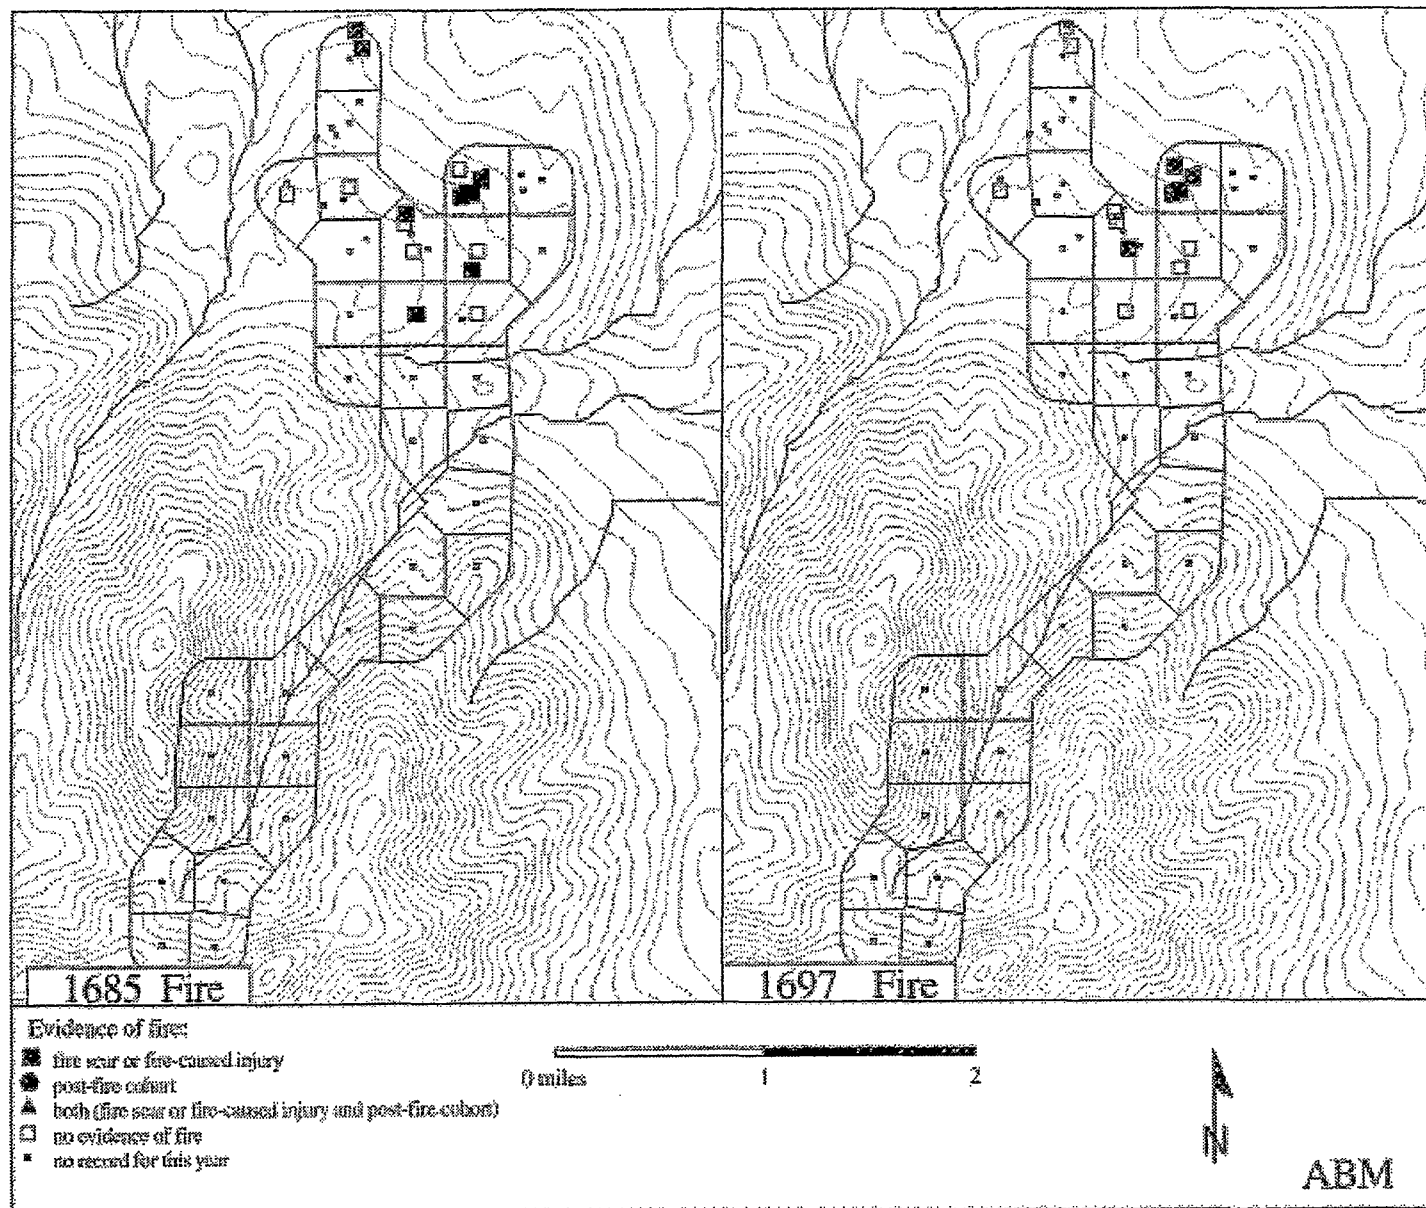 1685 Fire
1697 Fire
Evidence of fire:
fire scar or fire-caused injury
post-fire cohort
both (fire scar or fire-caused injury and post-fire cohort)
no evidence of fire
no record for this year
0 miles 1 2
N
ABM